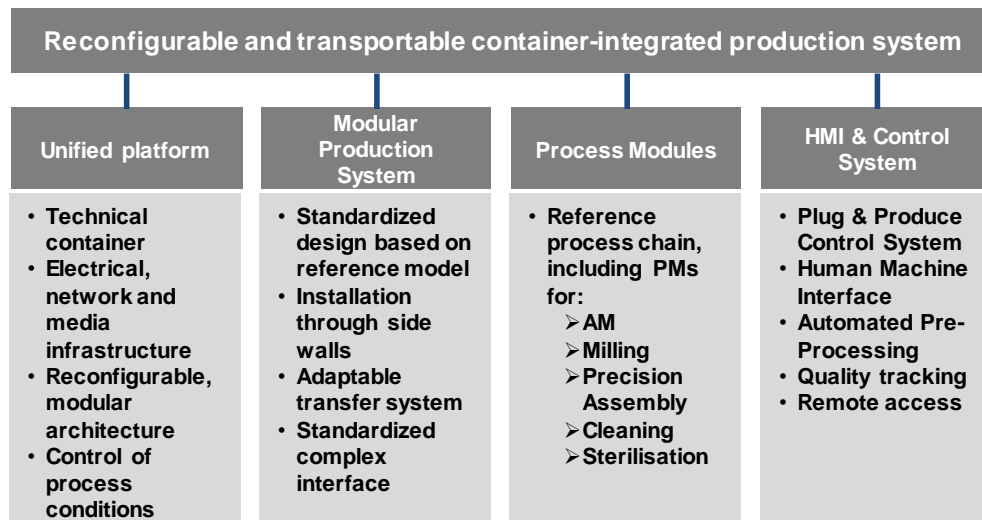 Reconfigurable and transportable container-integrated production system
Unified platform
• Technical
container
• Electrical,
network and
media
infrastructure
• Reconfigurable,
modular
architecture
• Control of
process
conditions
Modular
Production
System
• Standardized
design based on
reference model
• Installation
through side
walls
• Adaptable
transfer system
• Standardized
complex
interface
Process Modules
• Reference
process chain,
including PMs
for:
➢AM
➢Milling
➢Precision
Assembly
➢Cleaning
➢Sterilisation
HMI & Control
System
• Plug & Produce
Control System
• Human Machine
Interface
• Automated Pre-
Processing
• Quality tracking
• Remote access